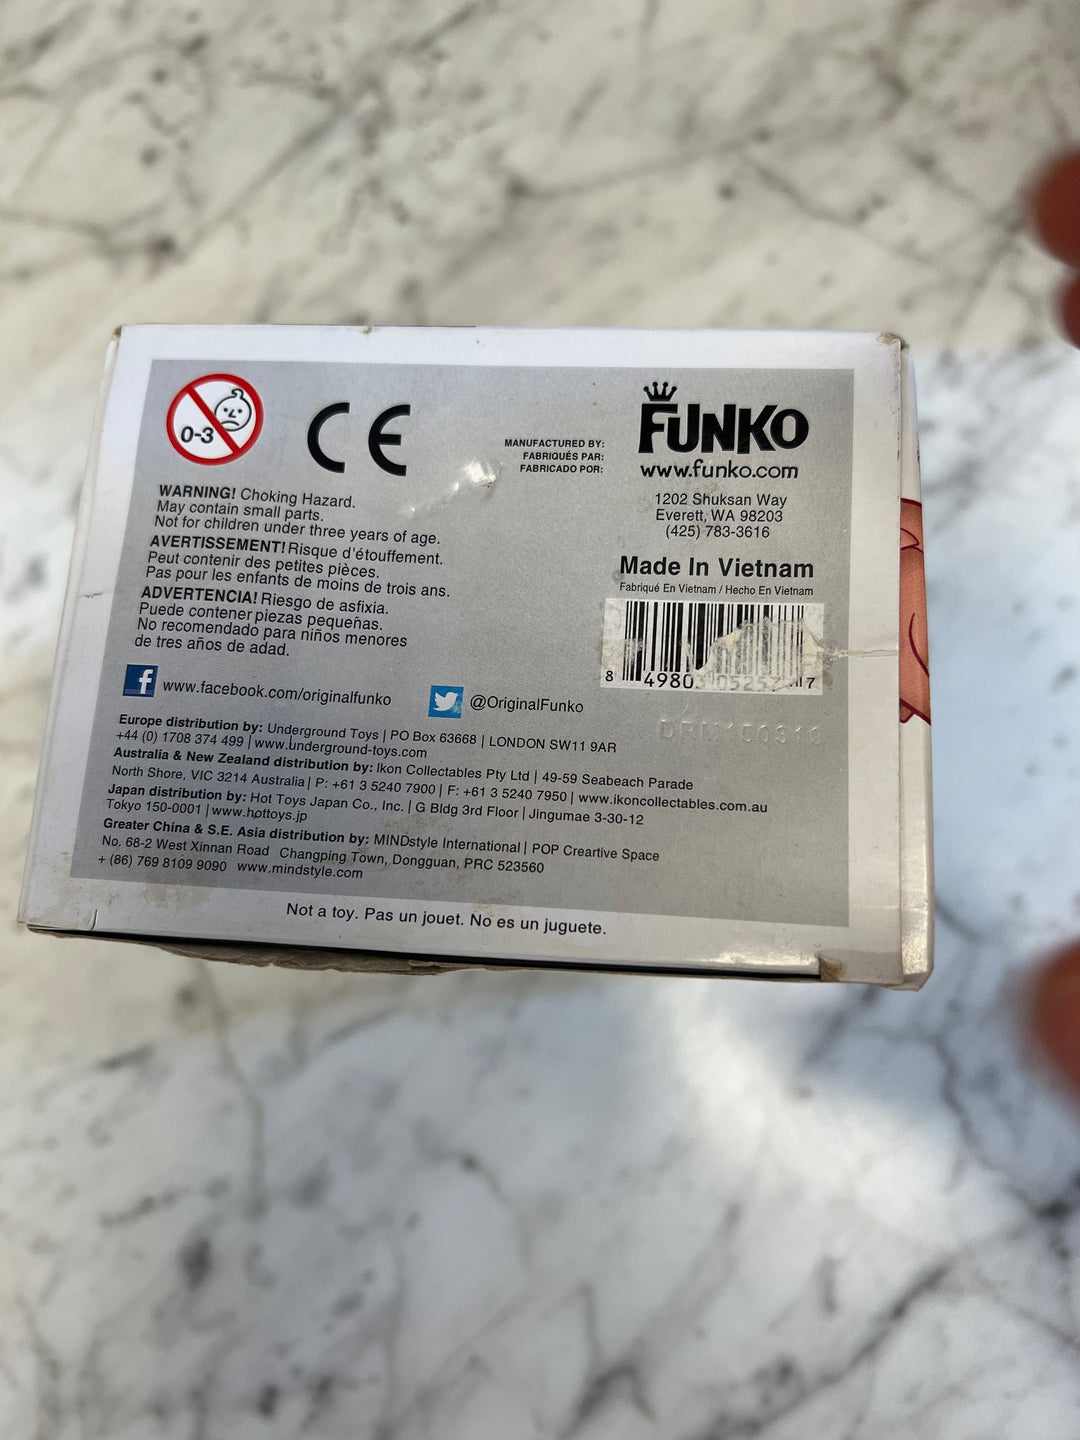 0-3
CE
MANUFACTURED BY:
FABRIQUÉS PAR:
FABRICADO POR:
FUNKO
www.funko.com
1202 Shuksan Way
Everett, WA 98203
(425) 783-3616
Made In Vietnam
Fabriqué En Vietnam / Hecho En Vietnam
WARNING! Choking Hazard.
May contain small parts.
Not for children under three years of age.
AVERTISSEMENT! Risque d'étouffement.
Peut contenir des petites pièces.
Pas pour les enfants de moins de trois ans.
ADVERTENCIA! Riesgo de asfixia.
Puede contener piezas pequeñas.
No recomendado para niños menores
de tres años de adad.
f www.facebook.com/originalfunko
@OriginalFunko
Europe distribution by: Underground Toys | PO Box 63668 | LONDON SW11 9AR
+44 (0) 1708 374 499 | www.underground-toys.com
Australia & New Zealand distribution by: Ikon Collectables Pty Ltd | 49-59 Seabeach Parade
North Shore, VIC 3214 Australia | P: +61 3 5240 7900 | F: +61 3 5240 7950 | www.ikoncollectables.com.au
Japan distribution by: Hot Toys Japan Co., Inc. | G Bldg 3rd Floor | Jingumae 3-30-12
Tokyo 150-0001 | www.hottoys.jp
Greater China & S.E. Asia distribution by: MINDstyle International | POP Creartive Space
No. 68-2 West Xinnan Road Changping Town, Dongguan, PRC 523560
+ (86) 769 8109 9090 www.mindstyle.com
Not a toy. Pas un jouet. No es un juguete.